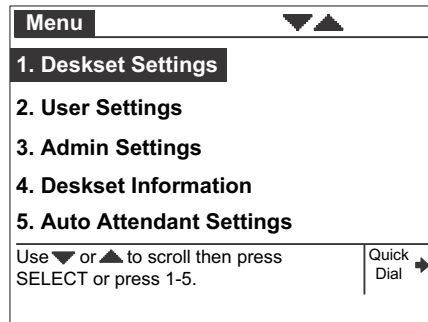 Menu ▼▲
1. Deskset Settings
2. User Settings
3. Admin Settings
4. Deskset Information
5. Auto Attendant Settings
Use ▼ or ▲ to scroll then press
SELECT or press 1-5.
Quick
Dial